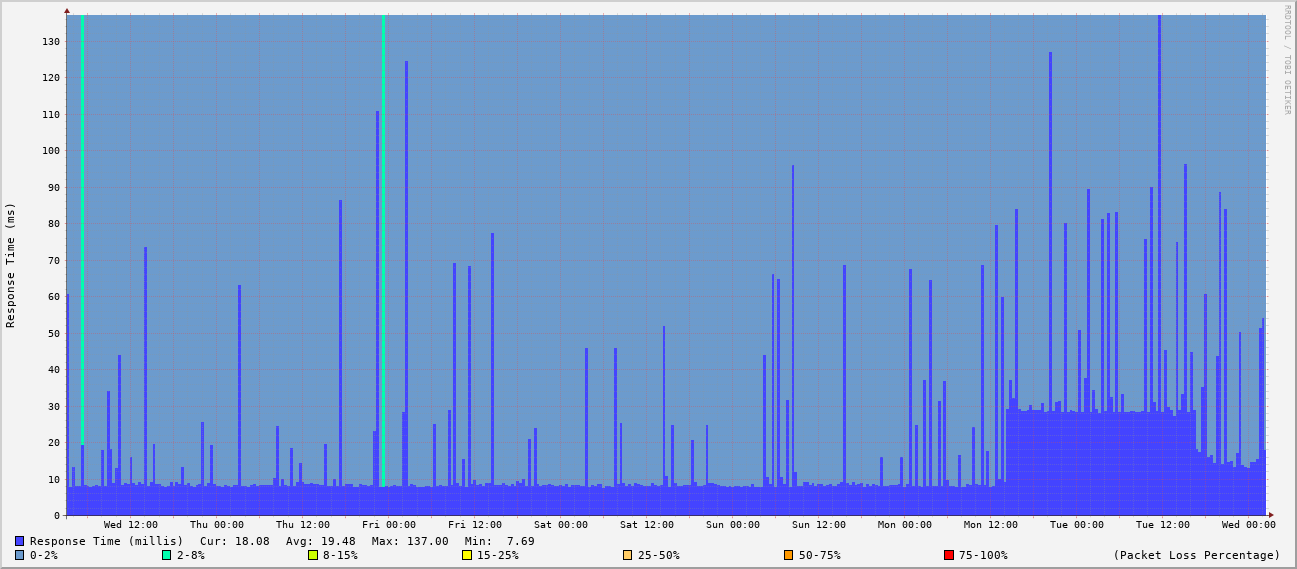 RRDTOOL / TOBI OETIKER
Response Time (ms)
130
120
110
100
90
80
70
60
50
40
30
20
10
0
Wed 12:00 Thu 00:00 Thu 12:00 Fri 00:00 Fri 12:00 Sat 00:00 Sat 12:00 Sun 00:00 Sun 12:00 Mon 00:00 Mon 12:00 Tue 00:00 Tue 12:00 Wed 00:00
Response Time (millis) Cur: 18.08 Avg: 19.48 Max: 137.00 Min: 7.69
0-2% 2-8% 8-15% 15-25% 25-50% 50-75% 75-100% (Packet Loss Percentage)